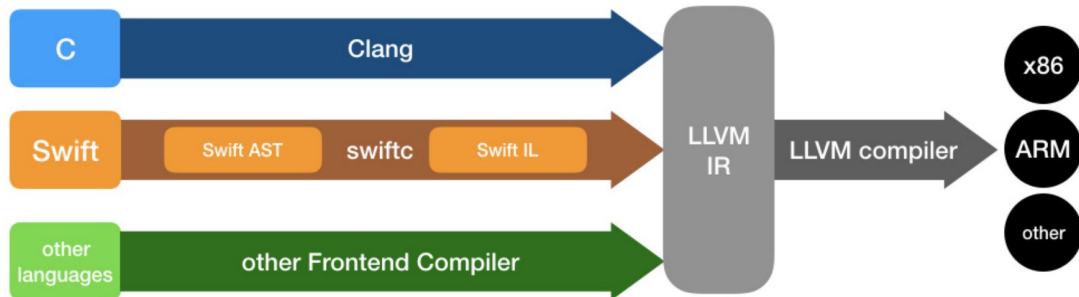 C
Clang
Swift
Swift AST
swiftc
Swift IL
other
languages
other Frontend Compiler
LLVM
IR
LLVM compiler
x86
ARM
other